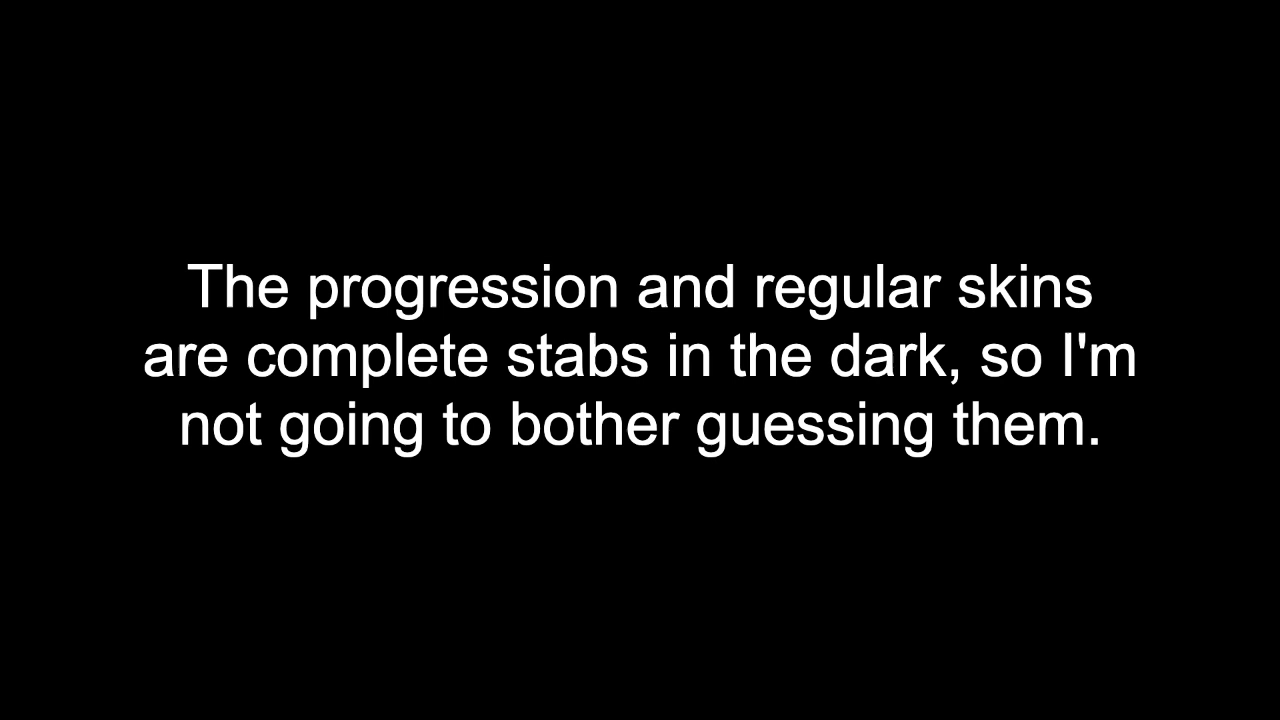 The progression and regular skins
are complete stabs in the dark, so I'm
not going to bother guessing them.